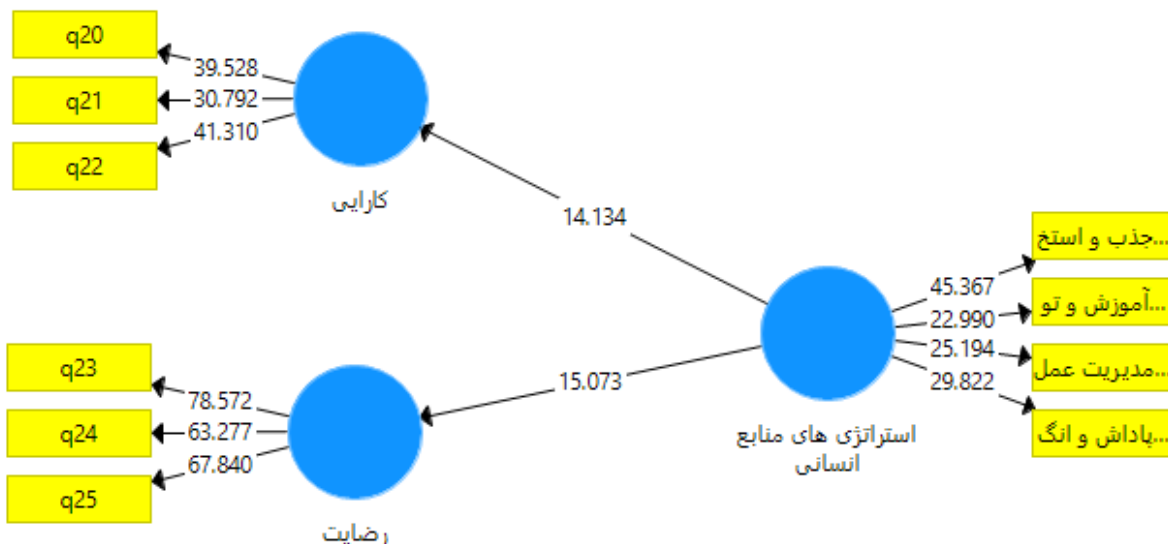 q20
q21
q22
39.528
30.792
41.310
کارایی
14.134
q23
q24
q25
78.572
63.277
67.840
رضایت
15.073
استراتژی های منابع
انسانی
45.367
22.990
25.194
29.822
جذب و استخ...
آموزش و تو...
مدیریت عمل...
پاداش و انگ...